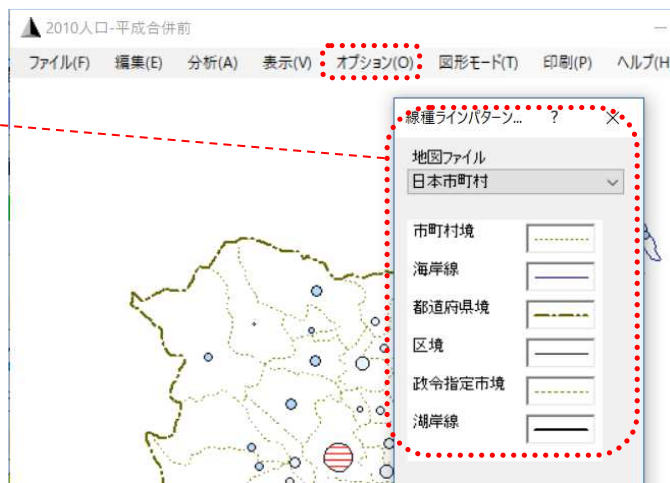 2010人口-平成合併前
ファイル(F) 編集(E) 分析(A) 表示(V) オプション(O) 図形モード(T) 印刷(P) ヘルプ(H
線種ラインパターン... ?
地図ファイル
日本市町村
市町村境
海岸線
都道府県境
区境
政令指定市境
湖岸線